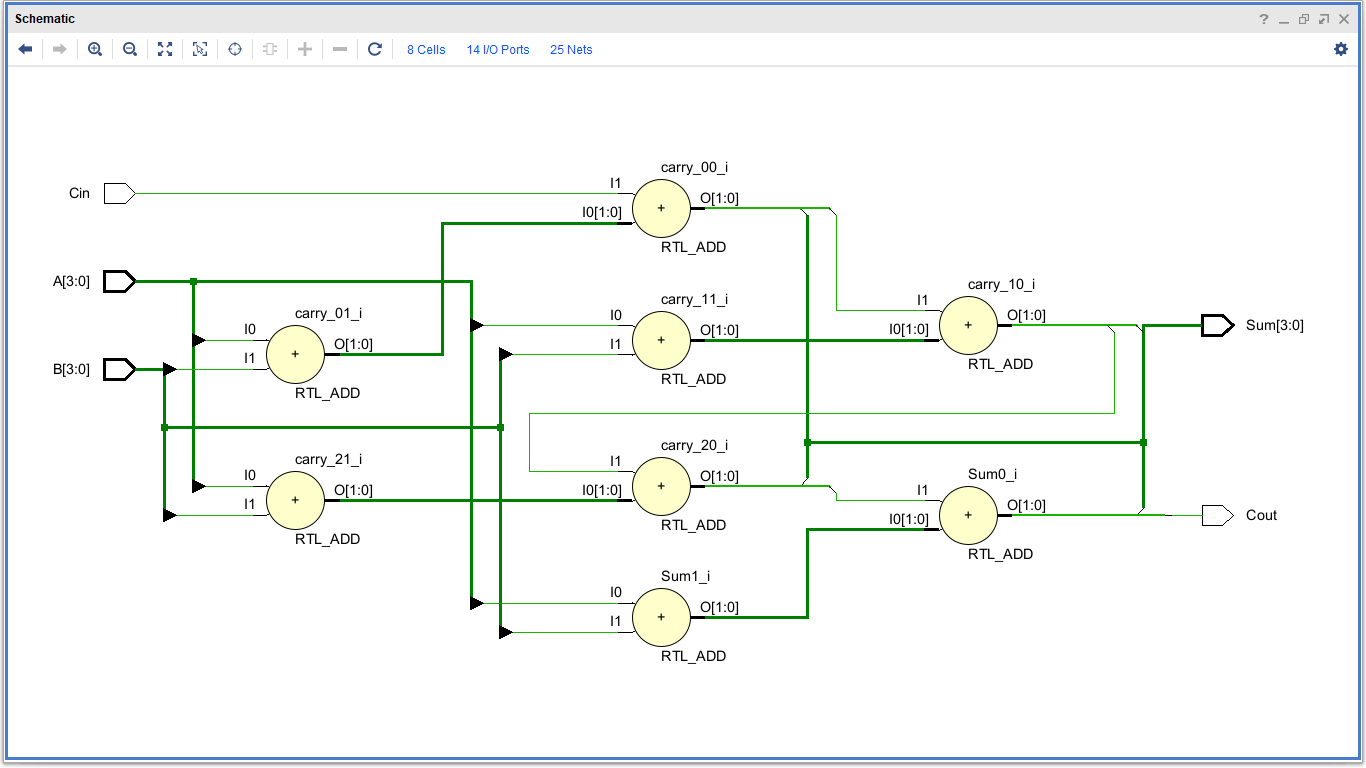 Schematic
8 Cells 14 I/O Ports 25 Nets
carry_00_i
Cin
I1
O[1:0]
I0[1:0]
+
RTL_ADD
A[3:0]
carry_10_i
carry_11_i
carry_01_i
I1
O[1:0]
I0
I0
O[1:0]
I0[1:0]
+
Sum[3:0]
O[1:0]
I1
+
I1
+
B[3:0]
RTL_ADD
RTL_ADD
RTL_ADD
carry_20_i
carry_21_i
I1
Sum0_i
I0
O[1:0]
O[1:0]
I0[1:0]
+
I1
I1
+
O[1:0]
I0[1:0]
+
Cout
RTL_ADD
RTL_ADD
RTL_ADD
Sum1_i
I0
O[1:0]
I1
+
RTL_ADD